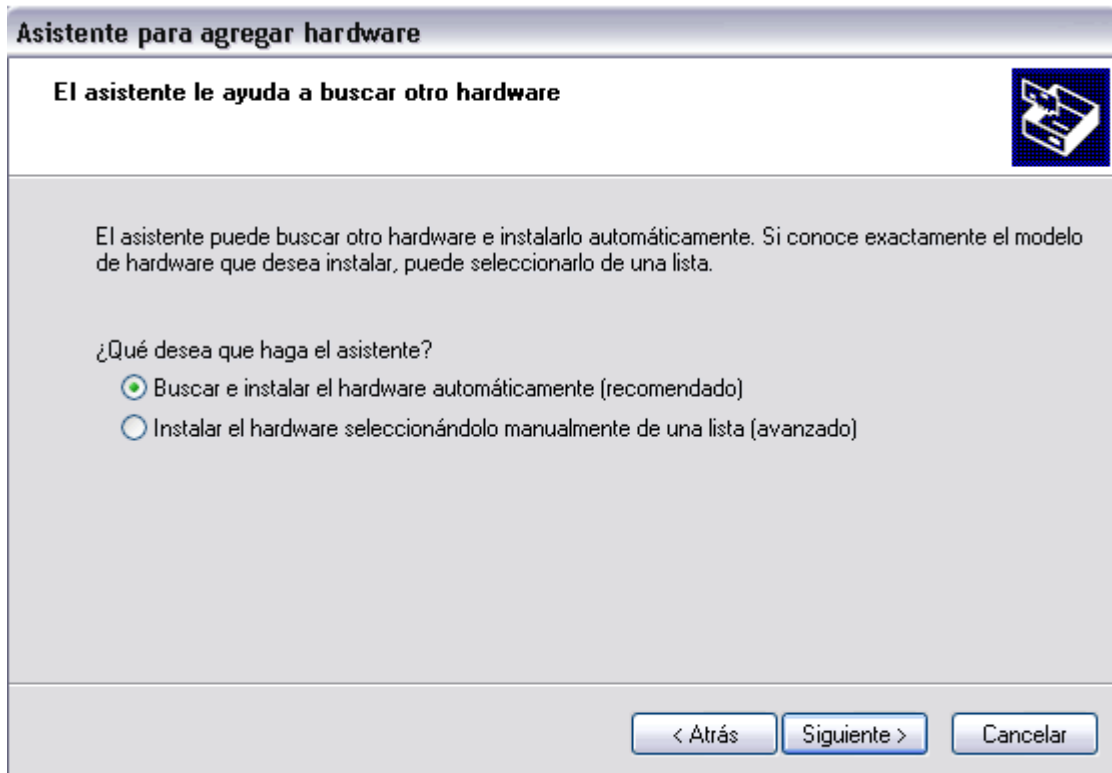 Asistente para agregar hardware
El asistente le ayuda a buscar otro hardware
El asistente puede buscar otro hardware e instalarlo automáticamente. Si conoce exactamente el modelo
de hardware que desea instalar, puede seleccionarlo de una lista.
¿Qué desea que haga el asistente?
Buscar e instalar el hardware automáticamente (recomendado)
Instalar el hardware seleccionándolo manualmente de una lista (avanzado)
< Atrás Siguiente > Cancelar